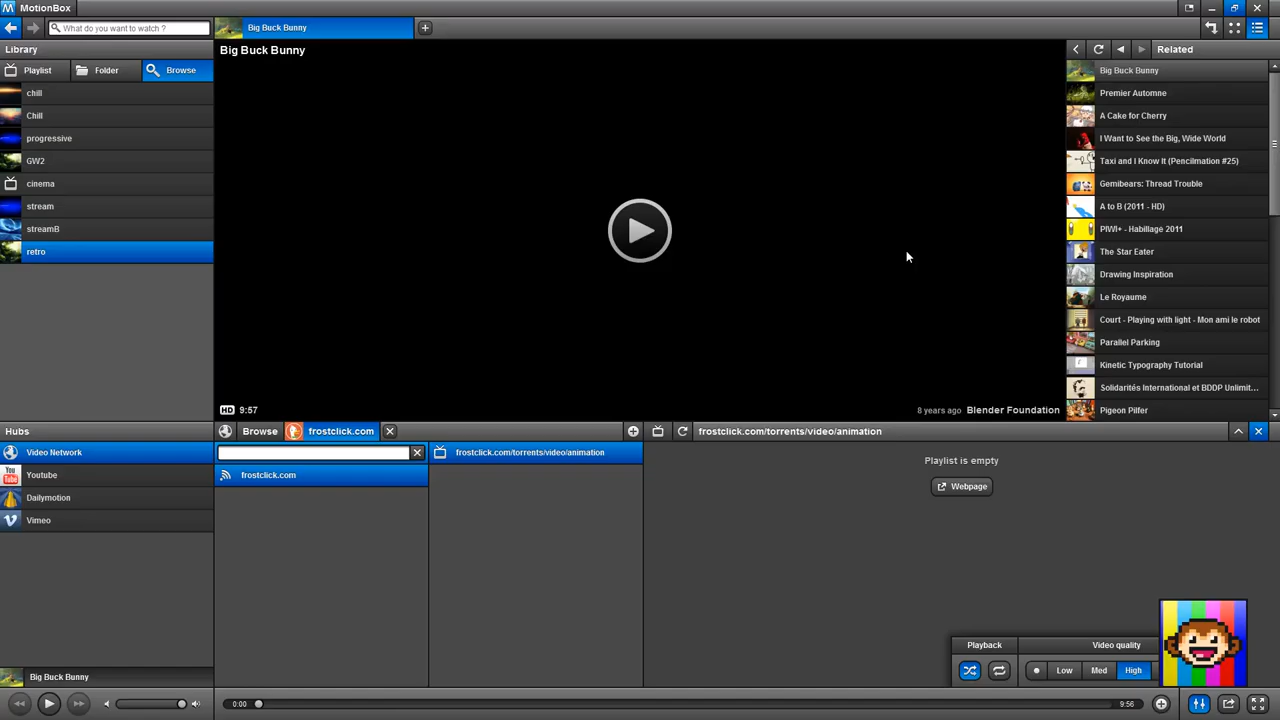 MotionBox
What do you want to watch ?
Big Buck Bunny
Library
Playlist
Folder
Browse
chill
Chill
progressive
GW2
cinema
stream
streamB
retro
Big Buck Bunny
HD 9:57
8 years ago Blender Foundation
Related
Big Buck Bunny
Premier Automne
A Cake for Cherry
I Want to See the Big, Wide World
Taxi and I Know It (Pencilmation #25)
Gemibears: Thread Trouble
A to B (2011 - HD)
PIWI+ - Habillage 2011
The Star Eater
Drawing Inspiration
Le Royaume
Court - Playing with light - Mon ami le robot
Parallel Parking
Kinetic Typography Tutorial
Solidarités International et BDDP Unlimit...
Pigeon Pilfer
Hubs
Video Network
Youtube
Dailymotion
Vimeo
Browse
frostclick.com
frostclick.com
frostclick.com/torrents/video/animation
frostclick.com/torrents/video/animation
Playlist is empty
Webpage
Playback
Video quality
Low
Med
High
Big Buck Bunny
0:00
9:56